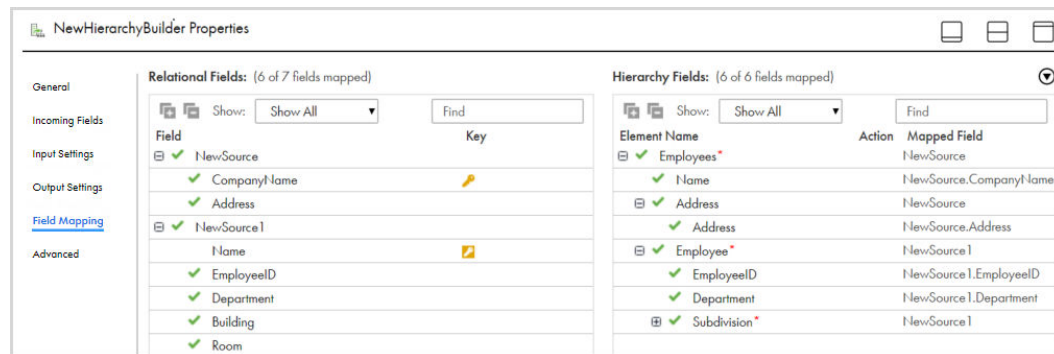 NewHierarchyBuilder Properties
General
Incoming Fields
Input Settings
Output Settings
Field Mapping
Advanced
Relational Fields: (6 of 7 fields mapped)
Show: Show All Find
Field Key
NewSource
CompanyName
Address
NewSource1
Name
EmployeeID
Department
Building
Room
Hierarchy Fields: (6 of 6 fields mapped)
Show: Show All Find
Element Name Action Mapped Field
Employees* NewSource
Name NewSource.CompanyName
Address NewSource
Address NewSource.Address
Employee* NewSource1
EmployeeID NewSource1.EmployeeID
Department NewSource1.Department
Subdivision* NewSource1